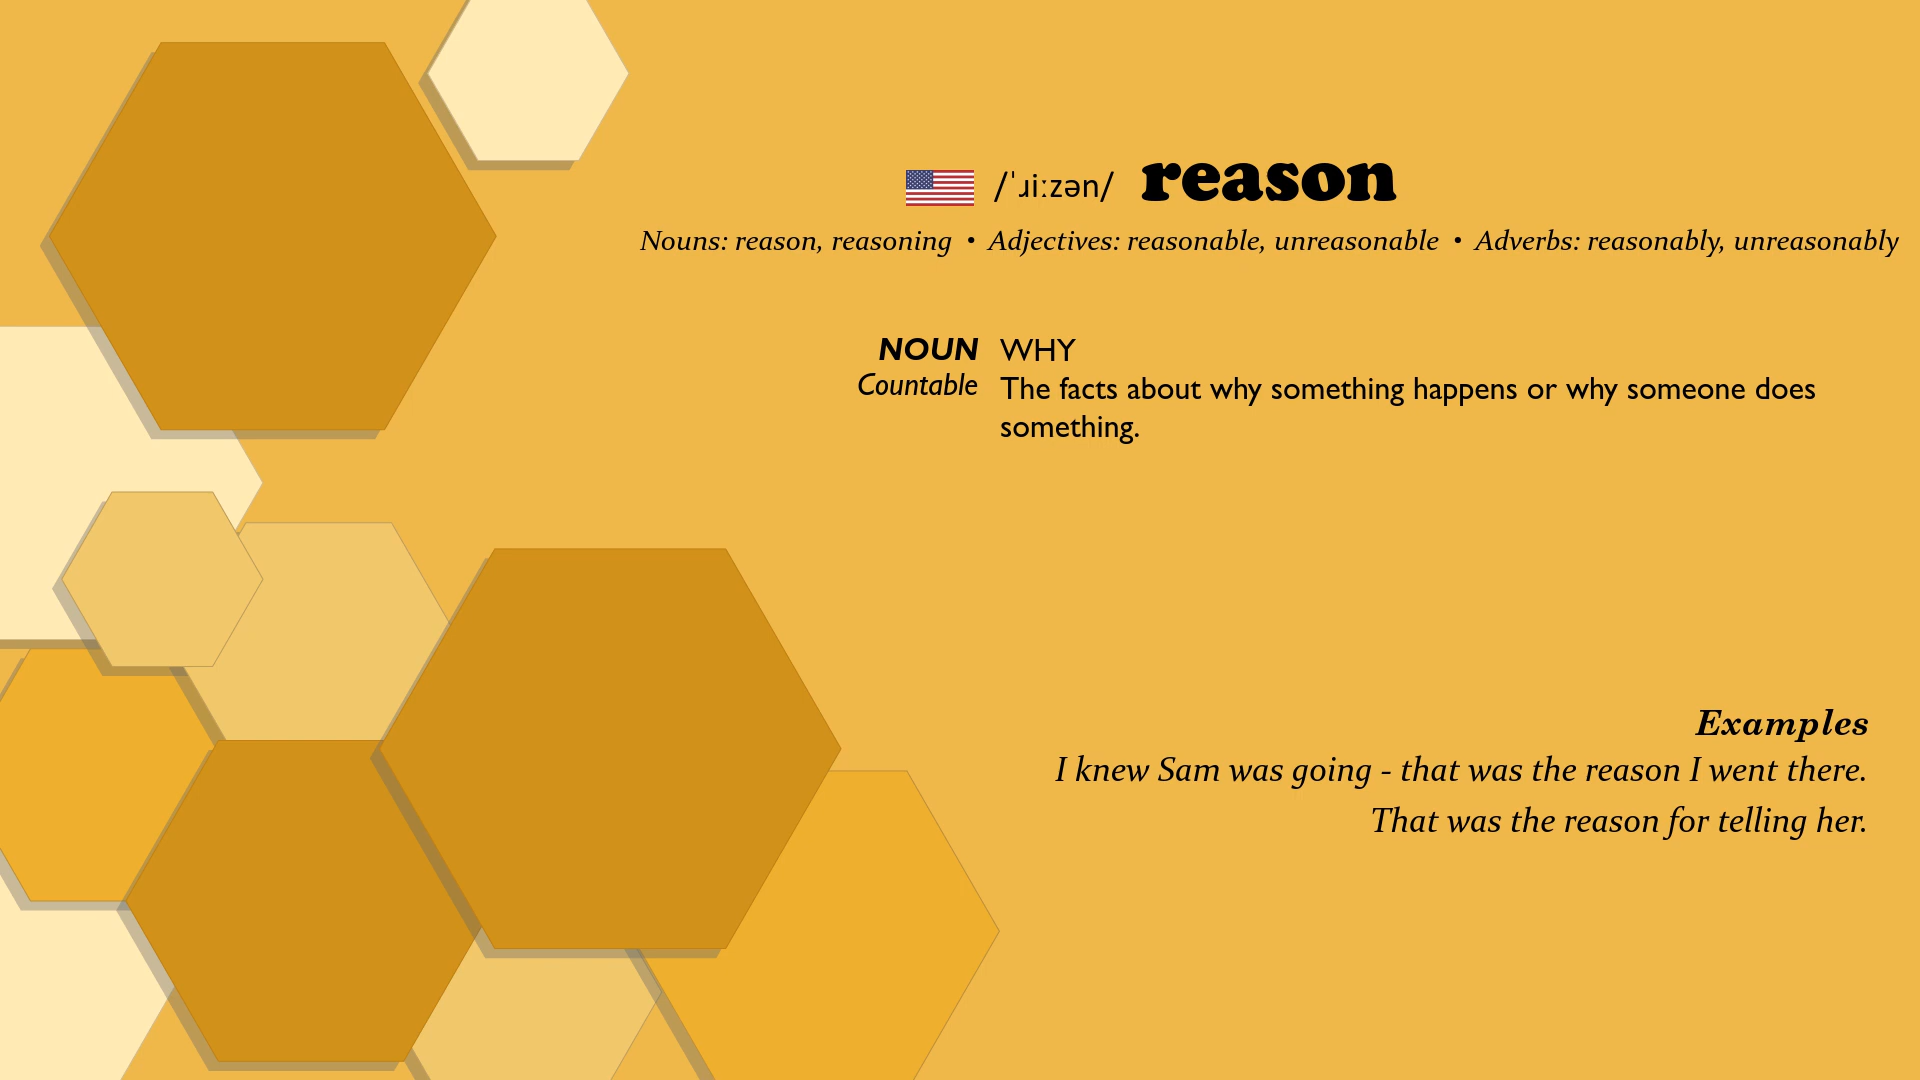 /ˈɹiːzən/ reason
Nouns: reason, reasoning • Adjectives: reasonable, unreasonable • Adverbs: reasonably, unreasonably
NOUN WHY
Countable The facts about why something happens or why someone does
something.
Examples
I knew Sam was going - that was the reason I went there.
That was the reason for telling her.